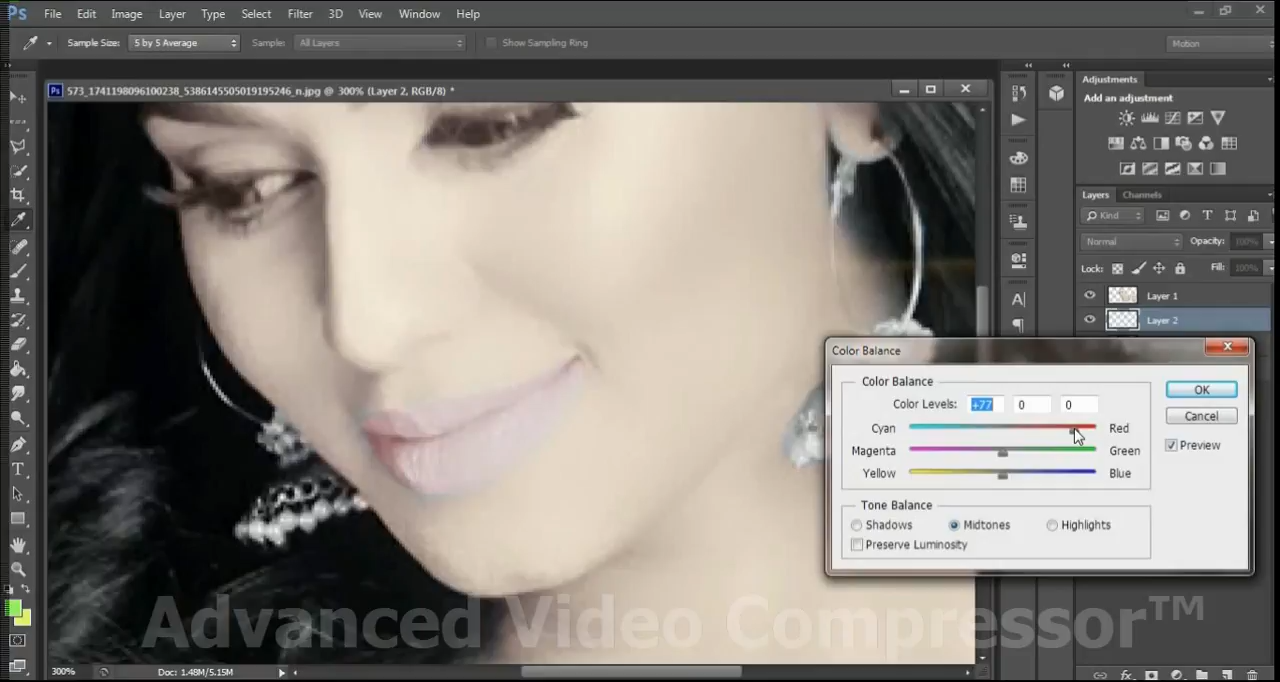 Ps File Edit Image Layer Type Select Filter 3D View Window Help
Sample Size: 5 by 5 Average Sample: All Layers Show Sampling Ring Motion
Ps 573_1741198096100238_5386145505019195246_n.jpg @ 300% (Layer 2, RGB/8) *
Adjustments
Add an adjustment
Layers Channels
Kind
Normal Opacity: 100%
Lock: Fill: 100%
Layer 1
Layer 2
Color Balance
Color Balance
Color Levels: +77 0 0
Cyan Red
Magenta Green
Yellow Blue
Tone Balance
Shadows Midtones Highlights
Preserve Luminosity
OK
Cancel
Preview
Advanced Video Compressor™
300% Doc: 1.48M/5.15M